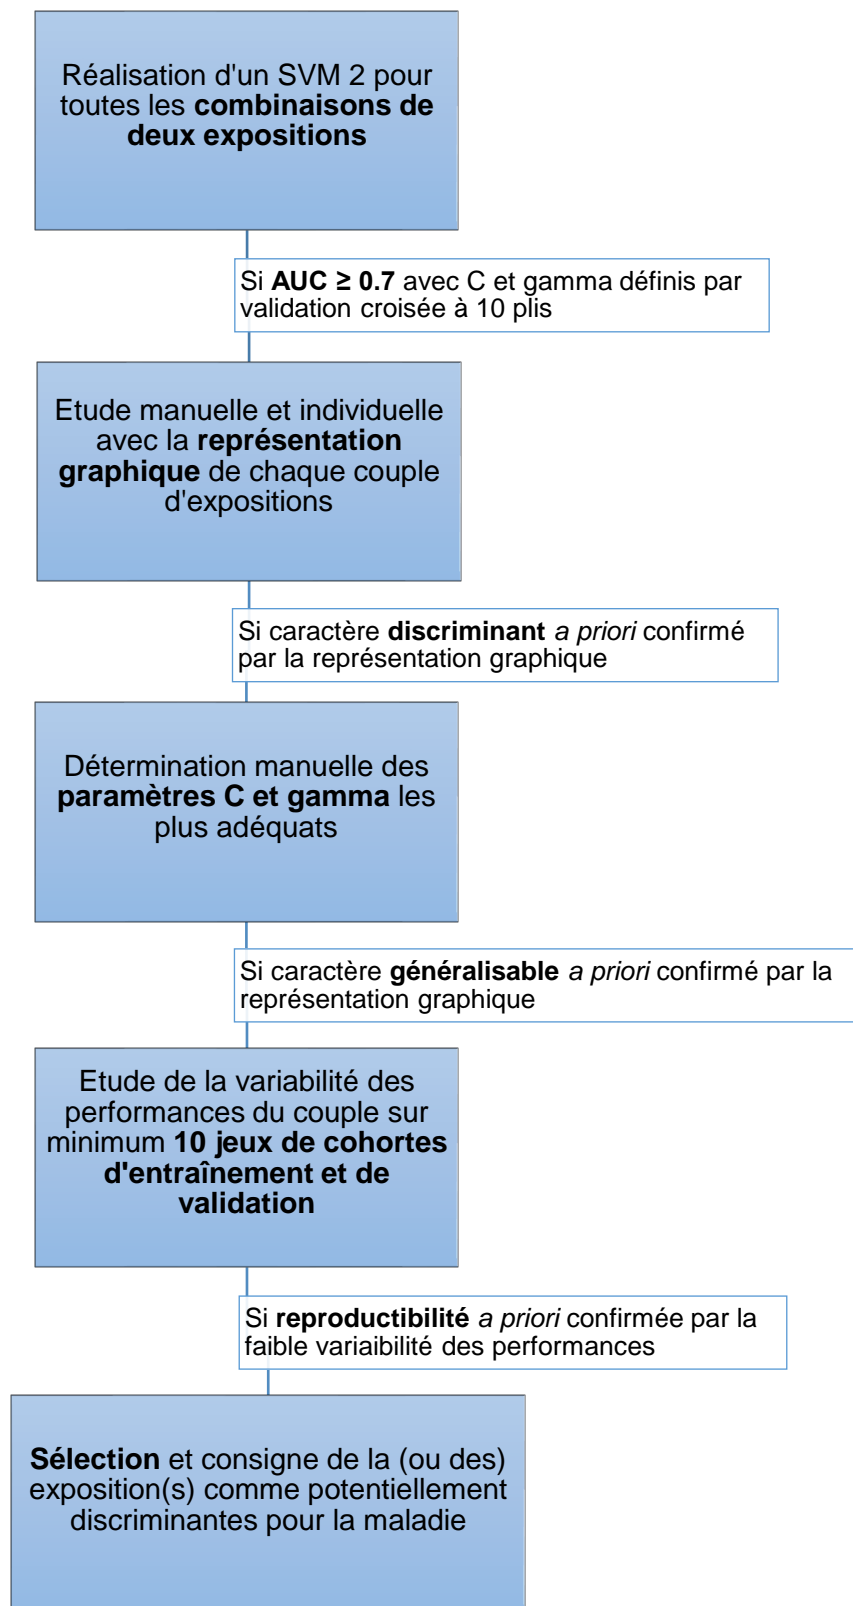 Réalisation d'un SVM 2 pour
toutes les combinaisons de
deux expositions
Si AUC ≥ 0.7 avec C et gamma définis par
validation croisée à 10 plis
Etude manuelle et individuelle
avec la représentation
graphique de chaque couple
d'expositions
Si caractère discriminant a priori confirmé
par la représentation graphique
Détermination manuelle des
paramètres C et gamma les
plus adéquats
Si caractère généralisable a priori confirmé par la
représentation graphique
Etude de la variabilité des
performances du couple sur
minimum 10 jeux de cohortes
d'entraînement et de
validation
Si reproductibilité a priori confirmée par la
faible variaibilité des performances
Sélection et consigne de la (ou des)
exposition(s) comme potentiellement
discriminantes pour la maladie